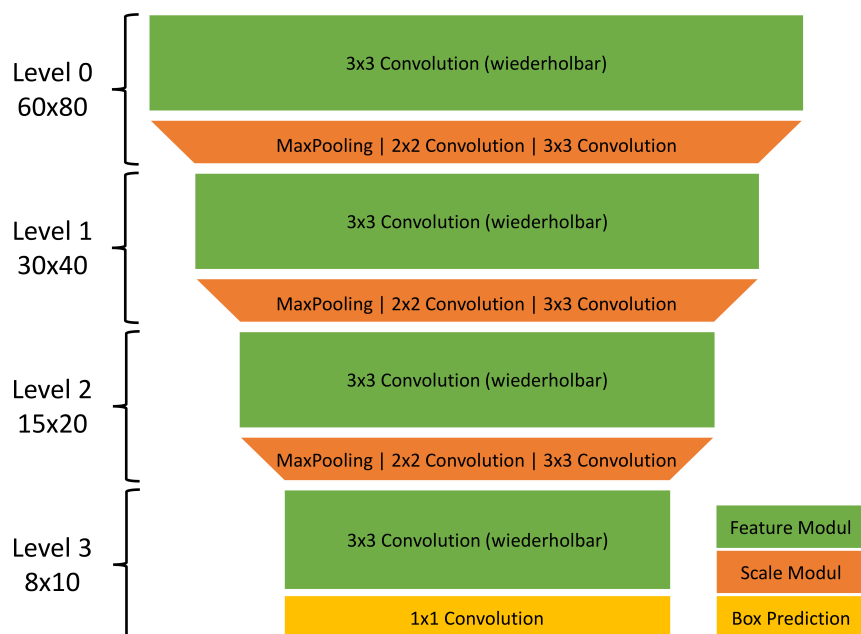 Level 0
60x80
3x3 Convolution (wiederholbar)
MaxPooling | 2x2 Convolution | 3x3 Convolution
Level 1
30x40
3x3 Convolution (wiederholbar)
MaxPooling | 2x2 Convolution | 3x3 Convolution
Level 2
15x20
3x3 Convolution (wiederholbar)
MaxPooling | 2x2 Convolution | 3x3 Convolution
Level 3
8x10
3x3 Convolution (wiederholbar)
1x1 Convolution
Feature Modul
Scale Modul
Box Prediction